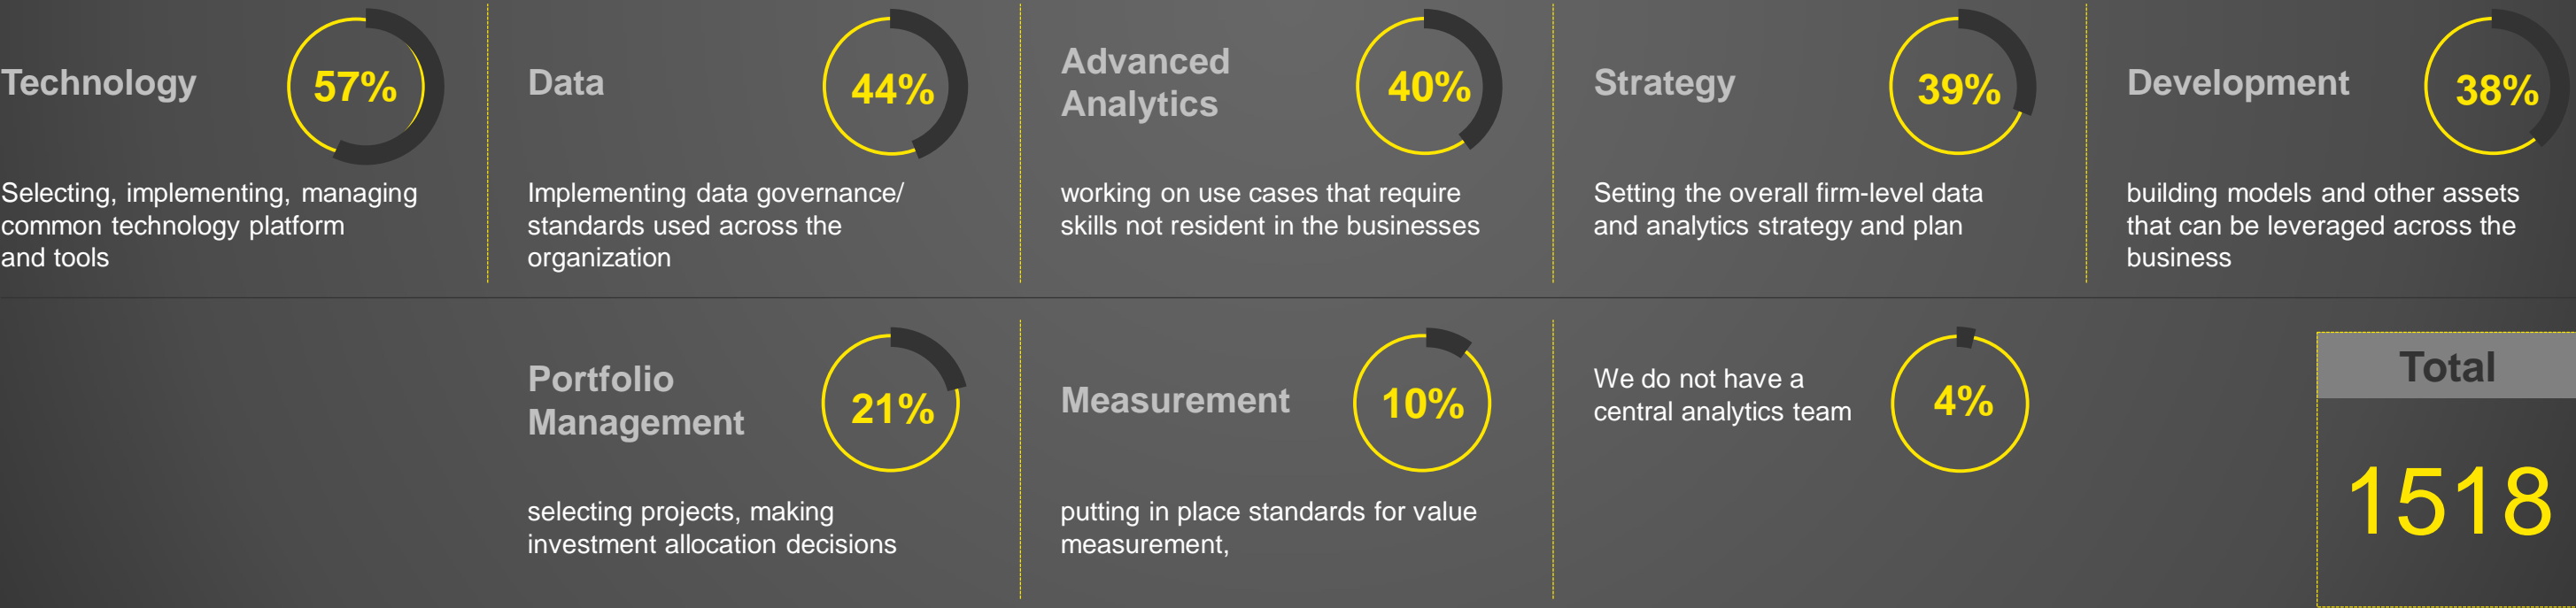 Technology
57%
Selecting, implementing, managing
common technology platform
and tools
Data
44%
Implementing data governance/
standards used across the
organization
Advanced
Analytics
40%
working on use cases that require
skills not resident in the businesses
Strategy
39%
Setting the overall firm-level data
and analytics strategy and plan
Development
38%
building models and other assets
that can be leveraged across the
business
Portfolio
Management
21%
selecting projects, making
investment allocation decisions
Measurement
10%
putting in place standards for value
measurement,
We do not have a
central analytics team
4%
Total
1518